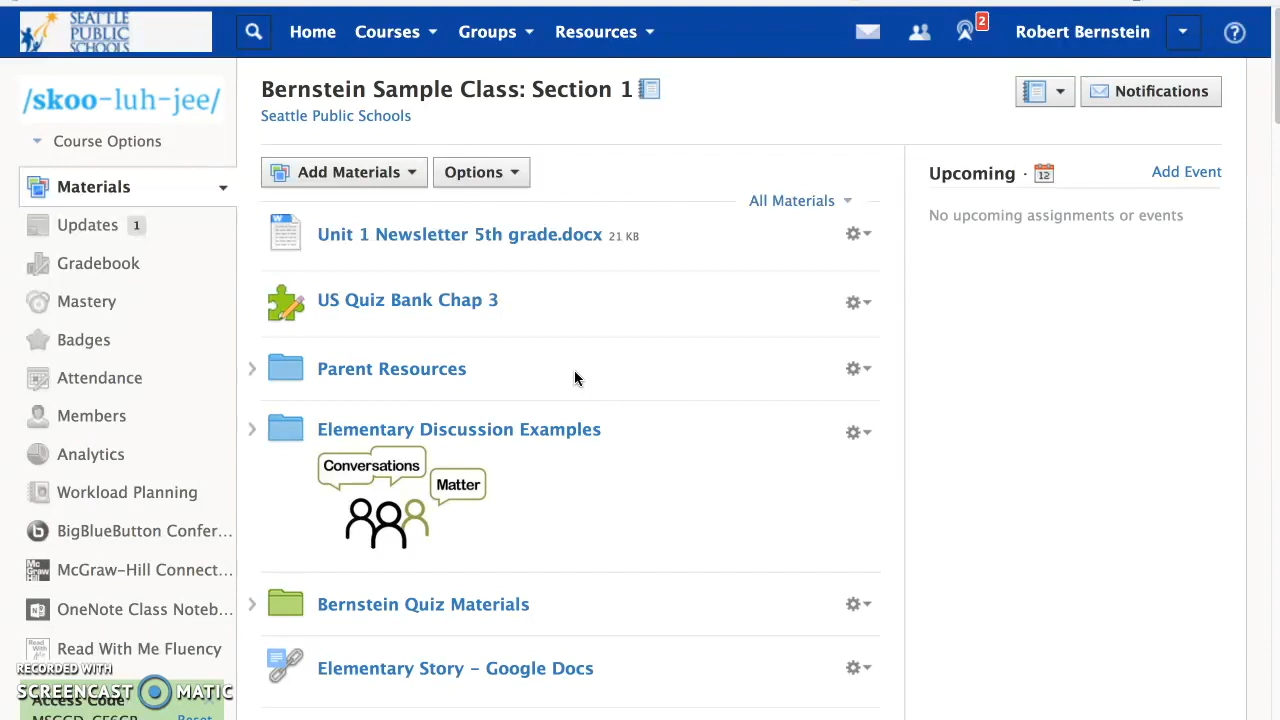 SEATTLE
PUBLIC
SCHOOLS
Home Courses Groups Resources 2 Robert Bernstein ?
/skoo-luh-jee/
Course Options
Materials
Updates 1
Gradebook
Mastery
Badges
Attendance
Members
Analytics
Workload Planning
BigBlueButton Confer...
McGraw-Hill Connect...
OneNote Class Noteb...
Read With Me Fluency
Bernstein Sample Class: Section 1
Seattle Public Schools
Notifications
Add Materials Options
All Materials
Unit 1 Newsletter 5th grade.docx 21 KB
US Quiz Bank Chap 3
Parent Resources
Elementary Discussion Examples
Conversations
Matter
Bernstein Quiz Materials
Elementary Story – Google Docs
Upcoming · 12 Add Event
No upcoming assignments or events
RECORDED WITH
SCREENCAST MATIC
Access Code
Reset